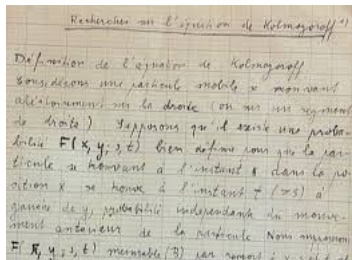 Recherches sur l'équation de Kolmogoroff 1)
Définition de l'équation de Kolmogoroff.
Considérons une particule mobile x mouvant
aléatoirement sur la droite (ou sur un segment
de droite) Supposons qu'il existe une proba-
bilité F(x, y; s, t) bien définie pour que la par-
ticule se trouvant à l'instant s dans la po-
sition x se trouve à l'instant t (>s) à
gauche de y, probabilité indépendante du mouve-
ment antérieur de la particule. Nous supposerons
F(x, y; s, t) mesurable (B) par rapport à x